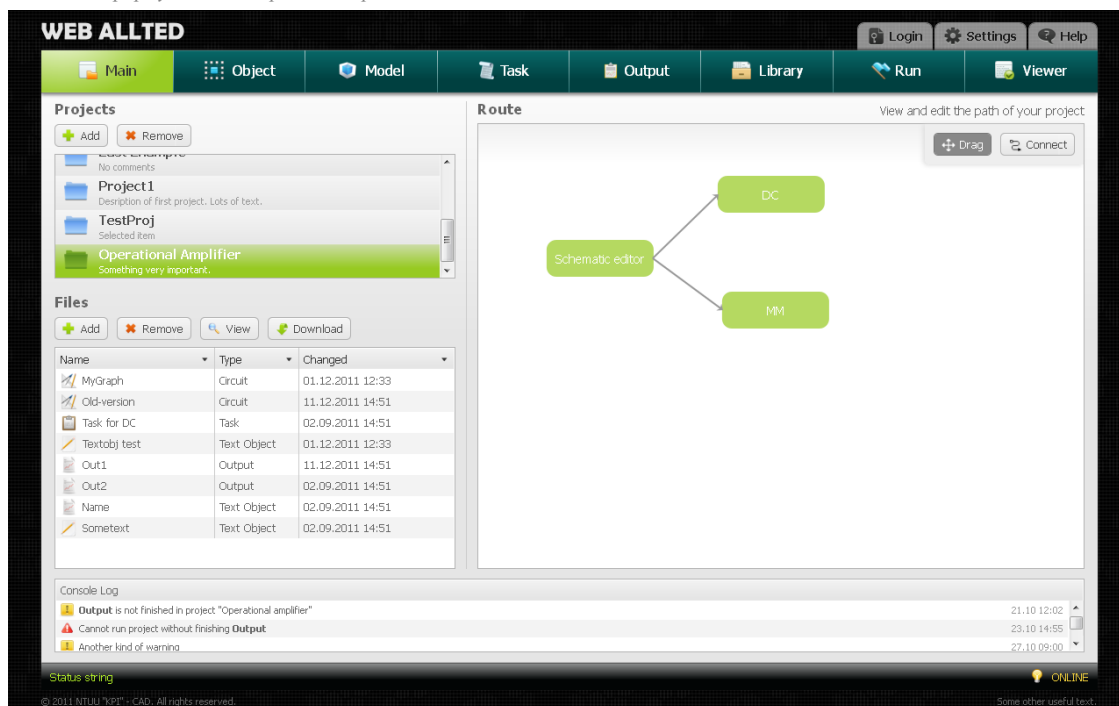 WEB ALLTED
Login Settings Help
Main Object Model Task Output Library Run Viewer
Projects
Add Remove
Last Example
No comments
Project1
Desription of first project. Lots of text.
TestProj
Selected item
Operational Amplifier
Something very important.
Files
Add Remove View Download
Name Type Changed
MyGraph Circuit 01.12.2011 12:33
Old-version Circuit 11.12.2011 14:51
Task for DC Task 02.09.2011 14:51
Textobj test Text Object 01.12.2011 12:33
Out1 Output 11.12.2011 14:51
Out2 Output 02.09.2011 14:51
Name Text Object 02.09.2011 14:51
Sometext Text Object 02.09.2011 14:51
Route View and edit the path of your project
Drag Connect
DC
Schematic editor
MM
Console Log
Output is not finished in project "Operational amplifier" 21.10 12:02
Cannot run project without finishing Output 23.10 14:55
Another kind of warning 27.10 09:00
Status string ONLINE
© 2011 NTUU "KPI" - CAD. All rights reserved. Some other useful text.